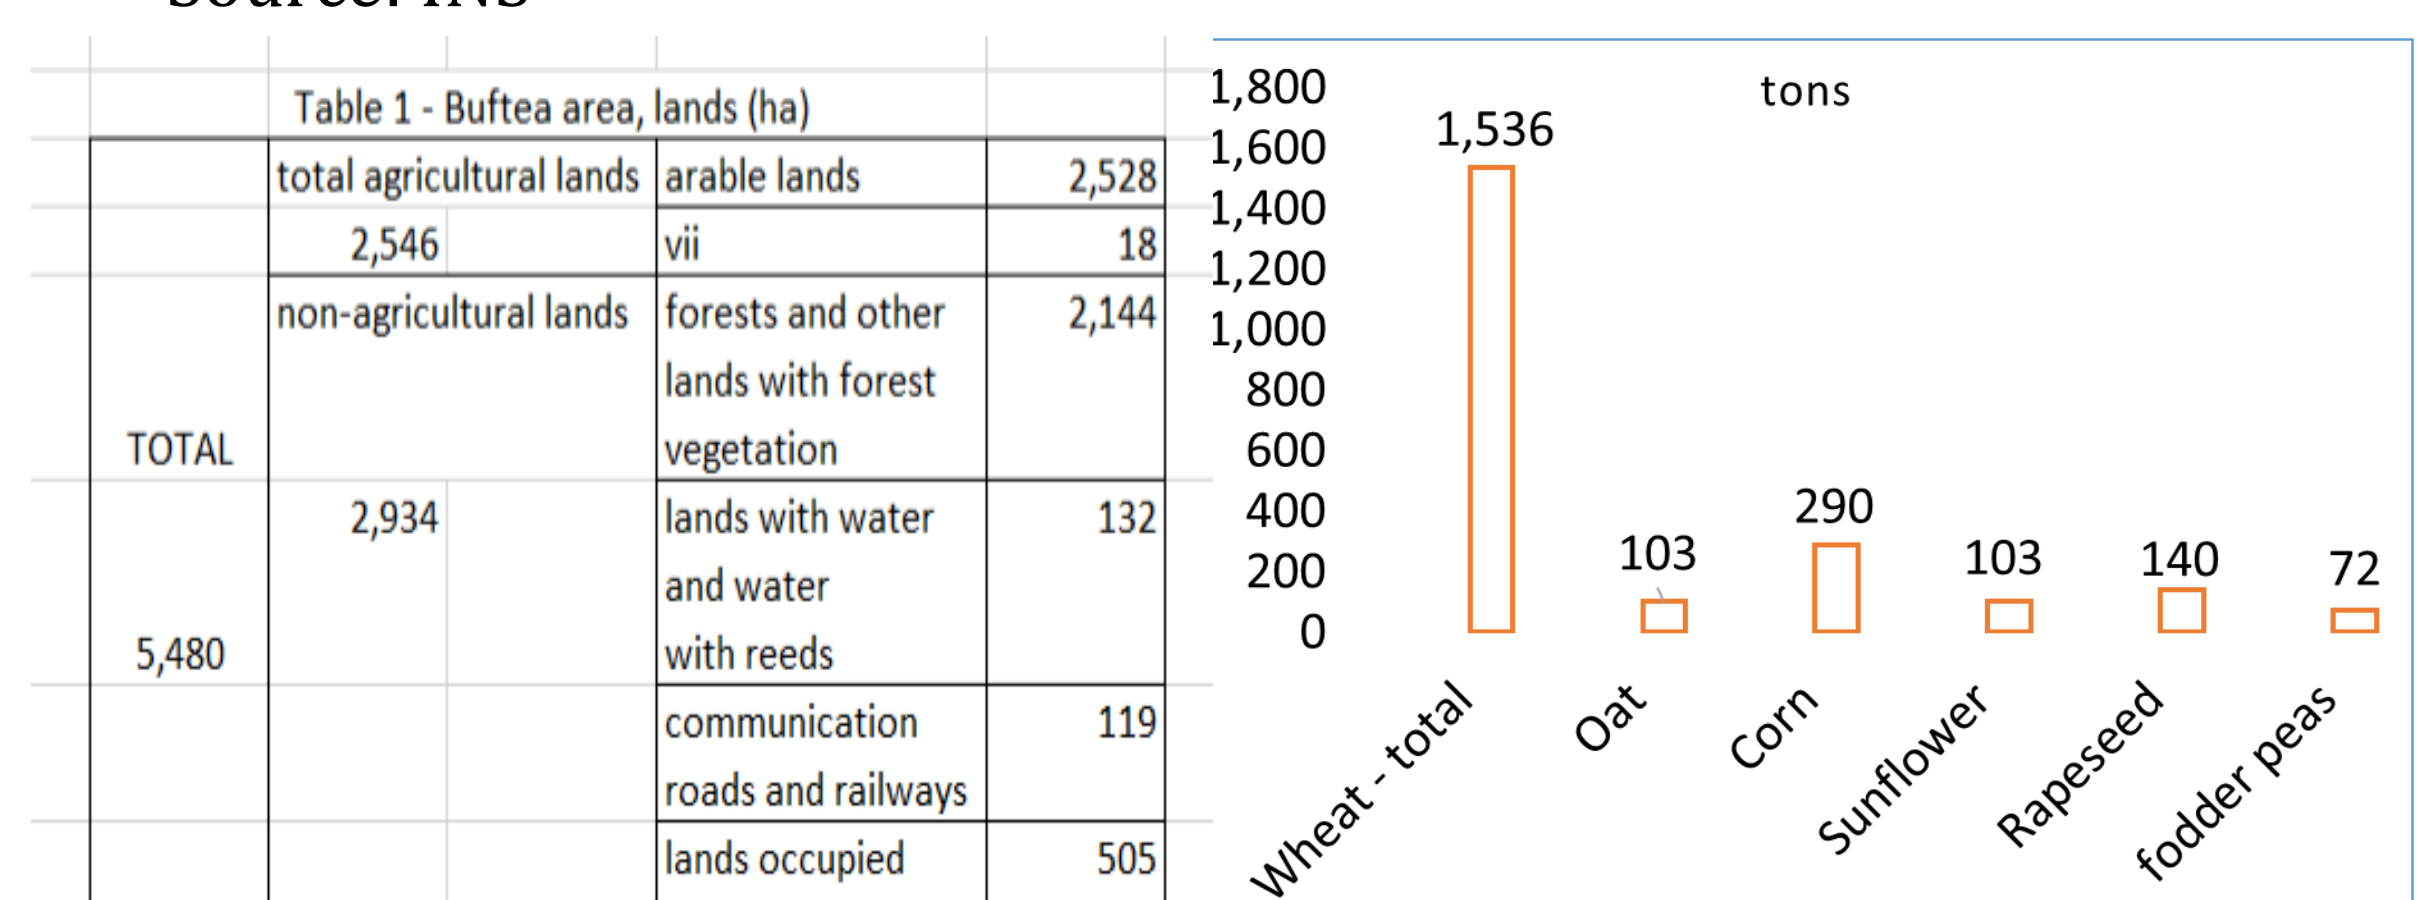 Source: INS
Table 1 - Buftea area, lands (ha)
total agricultural lands arable lands 2,528
2,546 vii 18
non-agricultural lands forests and other 2,144
lands with forest
TOTAL vegetation
2,934 lands with water 132
and water
5,480 with reeds
communication 119
roads and railways
lands occupied 505
tons
1,800
1,600
1,400
1,200
1,000
800
600
400
200
0
1,536
103
290
103
140
72
Wheat - total
Oat
Corn
Sunflower
Rapeseed
fodder peas